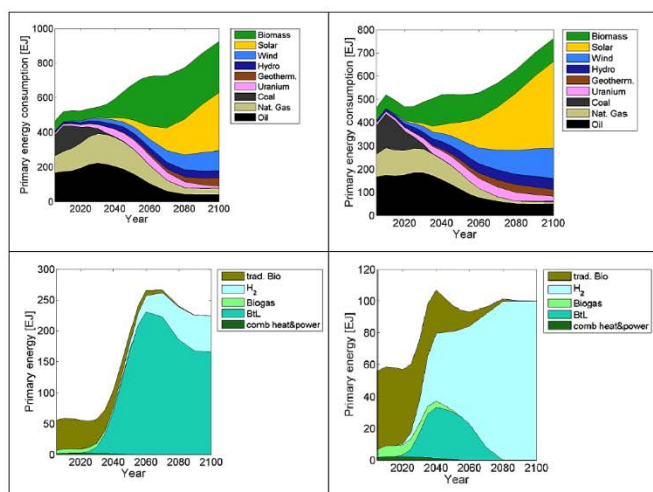 Primary energy consumption [EJ]
1000
800
600
400
200
0
2020 2040 2060 2080 2100
Year
Biomass
Solar
Wind
Hydro
Geotherm.
Uranium
Coal
Nat. Gas
Oil
Primary energy consumption [EJ]
800
700
600
500
400
300
200
100
0
2020 2040 2060 2080 2100
Year
Biomass
Solar
Wind
Hydro
Geotherm.
Uranium
Coal
Nat. Gas
Oil
Primary energy [EJ]
300
250
200
150
100
50
0
2020 2040 2060 2080 2100
Year
trad. Bio
H₂
Biogas
BtL
comb heat&power
Primary energy [EJ]
120
100
80
60
40
20
0
2020 2040 2060 2080 2100
Year
trad. Bio
H₂
Biogas
BtL
comb heat&power